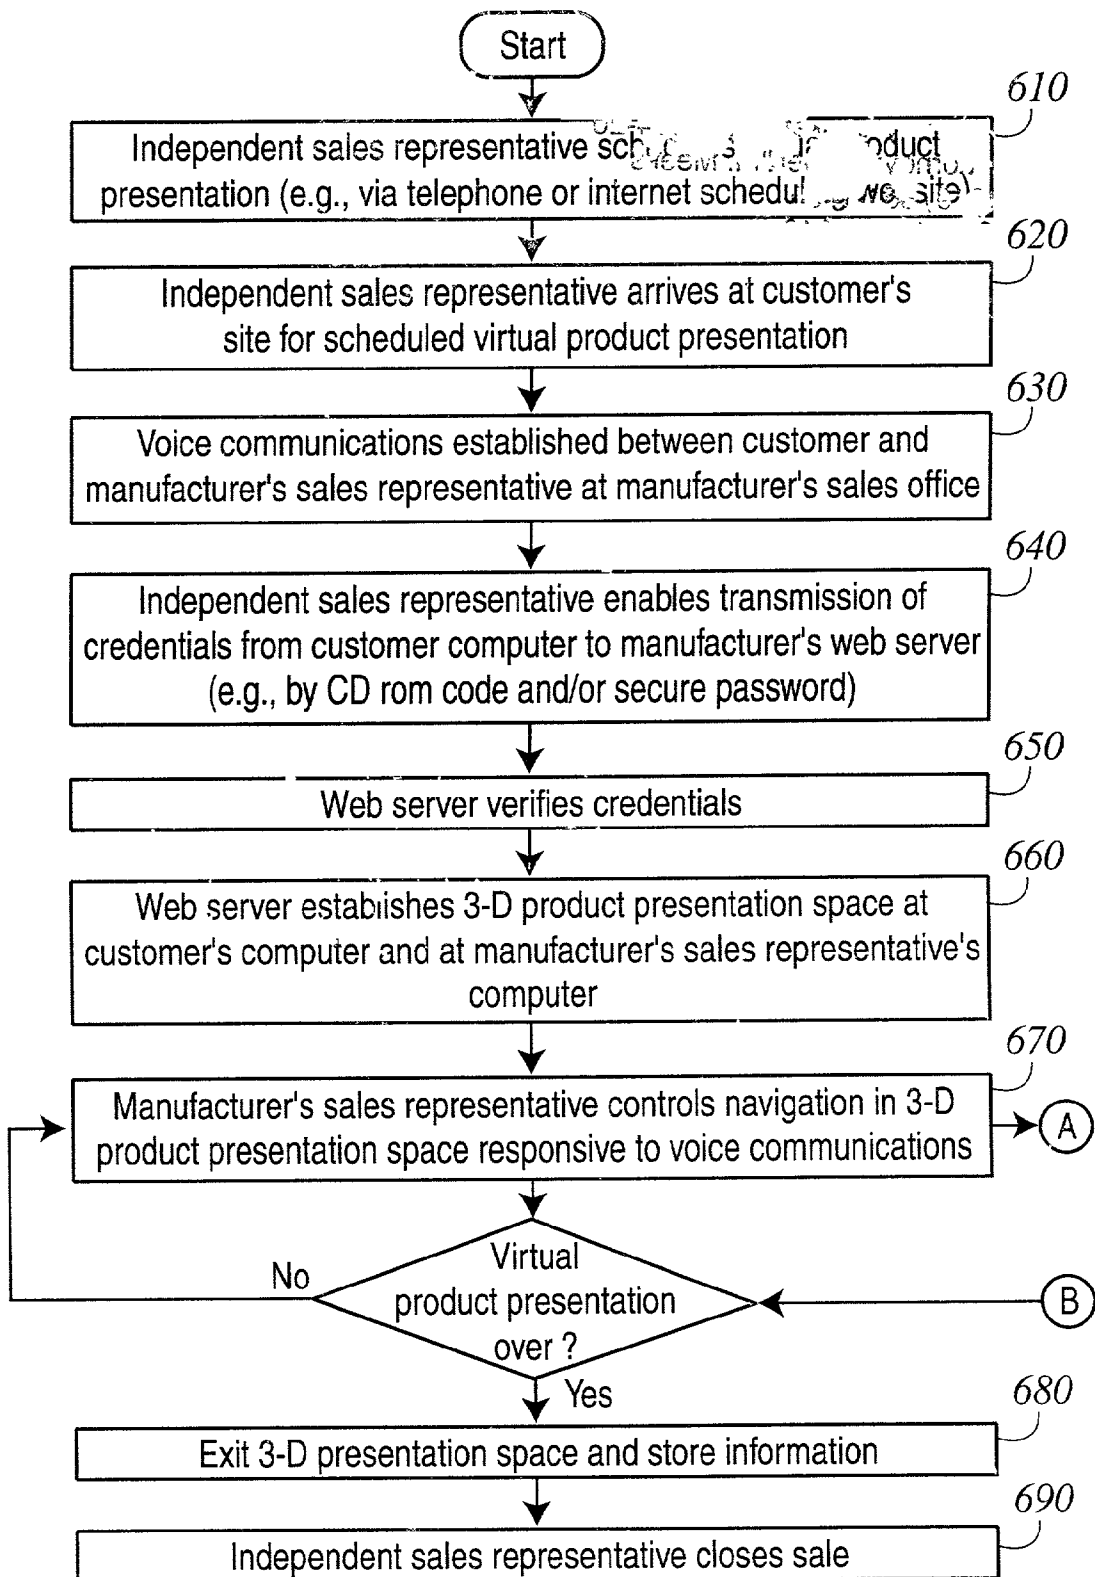 Start
610
Independent sales representative product
presentation (e.g., via telephone or internet site)
620
Independent sales representative arrives at customer's
site for scheduled virtual product presentation
630
Voice communications established between customer and
manufacturer's sales representative at manufacturer's sales office
640
Independent sales representative enables transmission of
credentials from customer computer to manufacturer's web server
(e.g., by CD rom code and/or secure password)
650
Web server verifies credentials
660
Web server establishes 3-D product presentation space at
customer's computer and at manufacturer's sales representative's
computer
670
Manufacturer's sales representative controls navigation in 3-D
product presentation space responsive to voice communications
A
Virtual
product presentation
over ?
No
B
Yes
680
Exit 3-D presentation space and store information
690
Independent sales representative closes sale